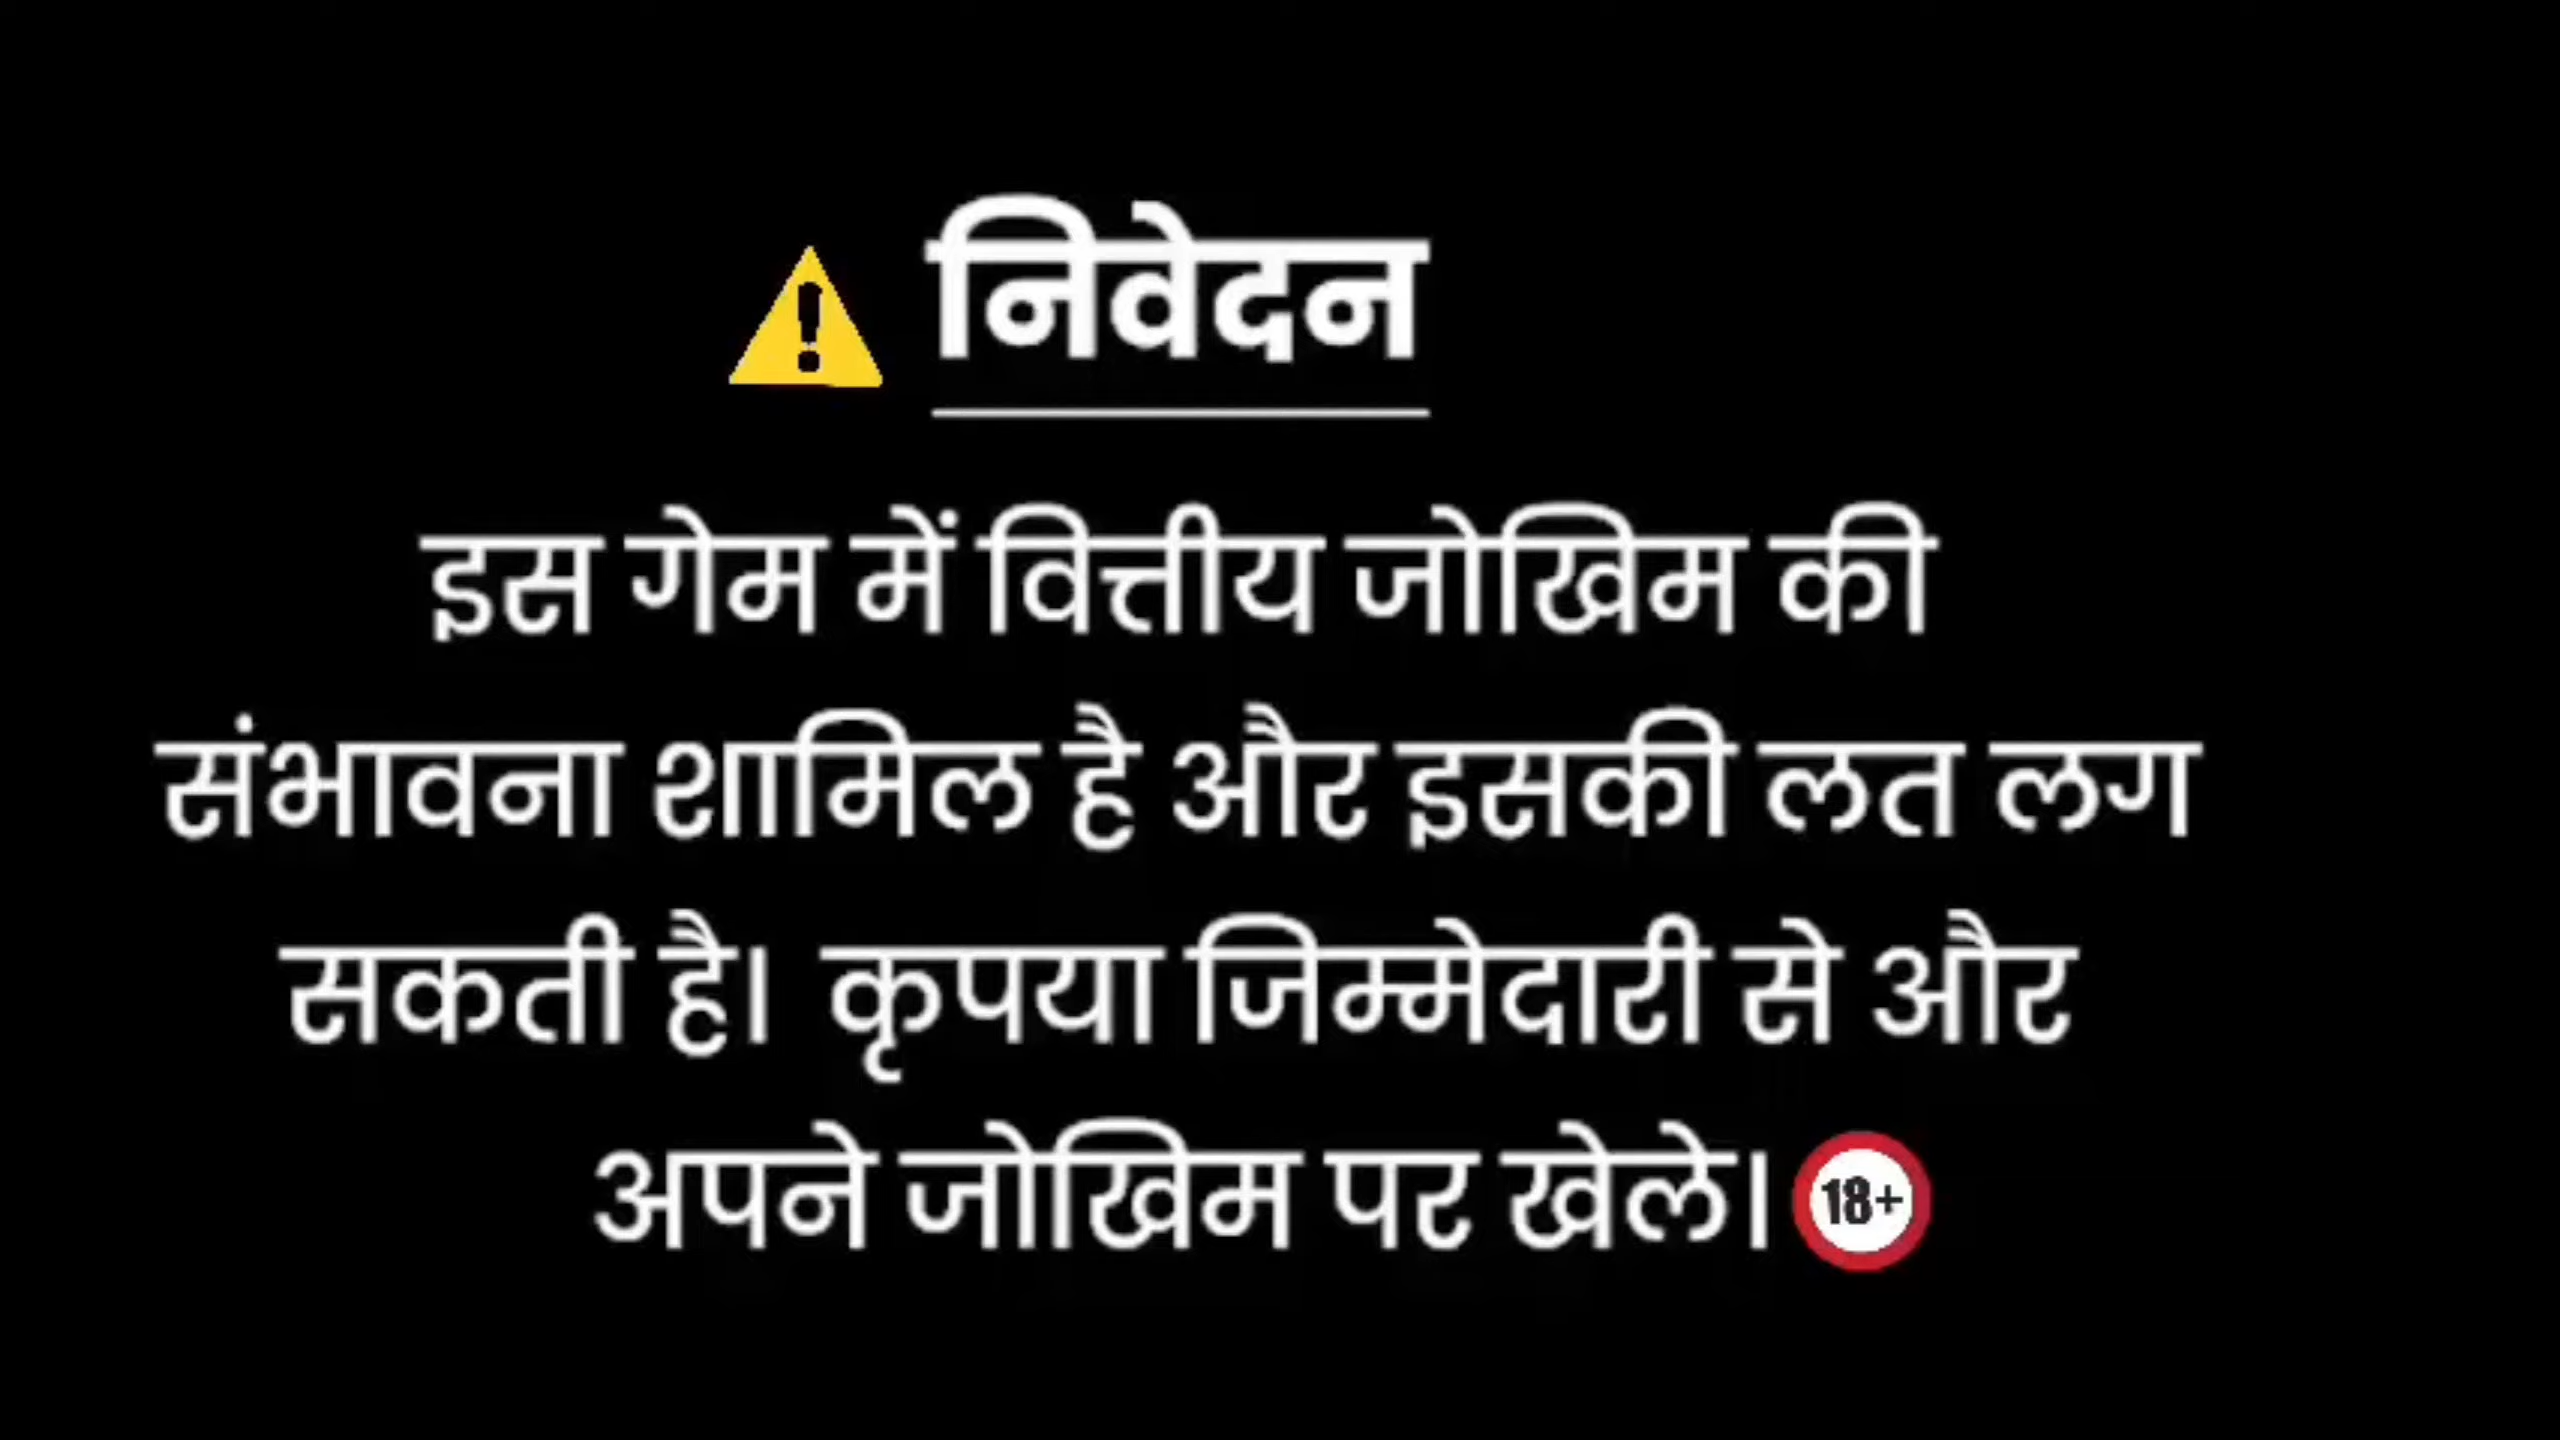 ⚠ निवेदन
इस गेम में वित्तीय जोखिम की
संभावना शामिल है और इसकी लत लग
सकती है। कृपया जिम्मेदारी से और
अपने जोखिम पर खेले। 18+